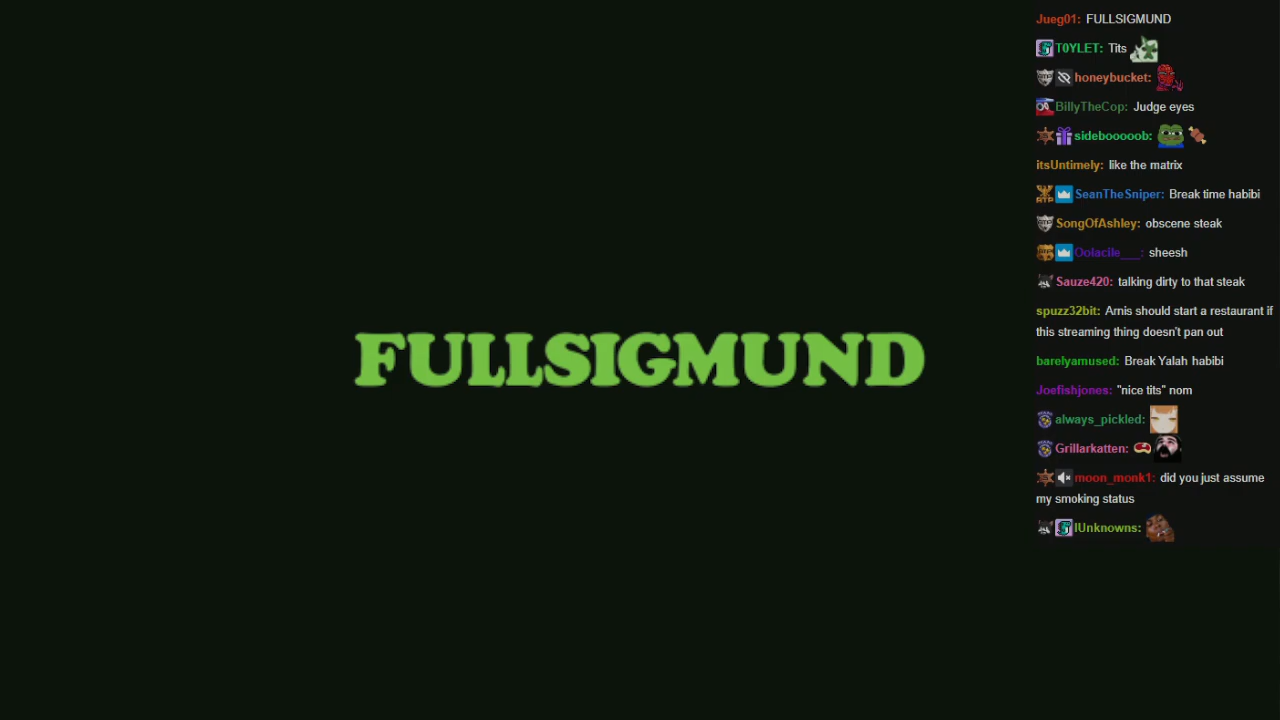 FULLSIGMUND
Jueg01: FULLSIGMUND
T0YLET: Tits
honeybucket:
BillyTheCop: Judge eyes
sidebooooob:
itsUntimely: like the matrix
SeanTheSniper: Break time habibi
SongOfAshley: obscene steak
Oolacile___: sheesh
Sauze420: talking dirty to that steak
spuzz32bit: Arnis should start a restaurant if
this streaming thing doesn't pan out
barelyamused: Break Yalah habibi
Joefishjones: "nice tits" nom
always_pickled:
Grillarkatten:
moon_monk1: did you just assume
my smoking status
lUnknowns: